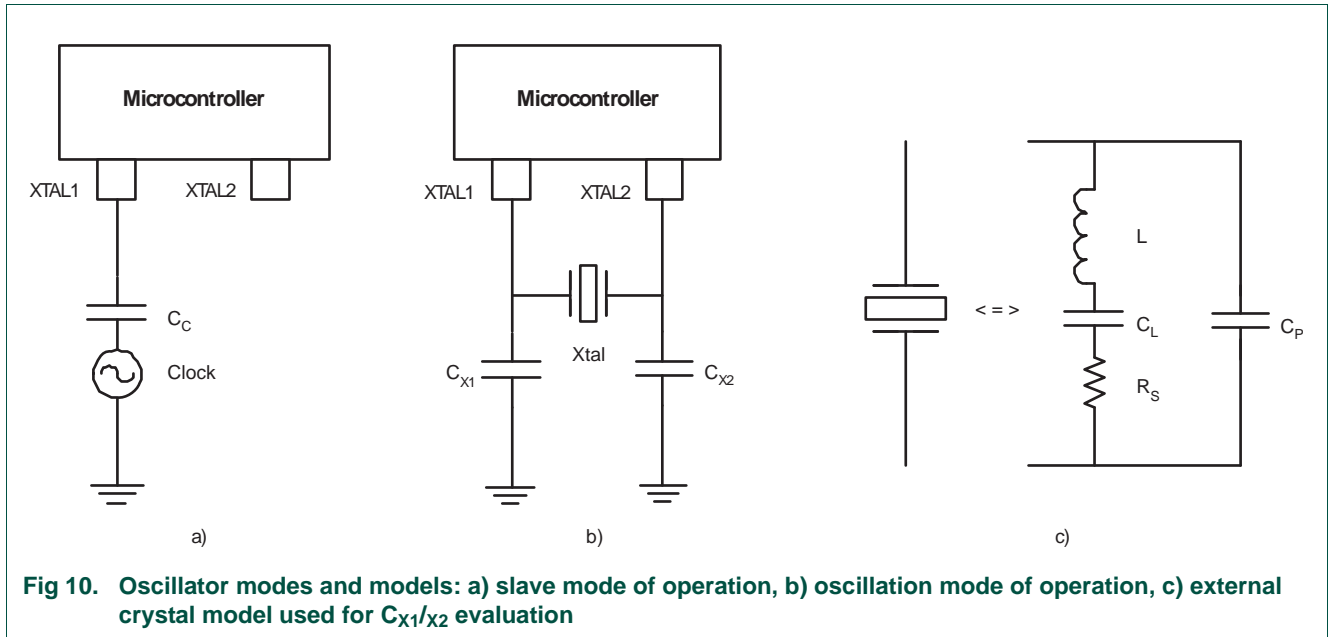 Microcontroller
XTAL1
XTAL2
C_C
Clock
a)
Microcontroller
XTAL1
XTAL2
Xtal
C_X1
C_X2
b)
< = >
L
C_L
C_P
R_S
c)
Fig 10. Oscillator modes and models: a) slave mode of operation, b) oscillation mode of operation, c) external
crystal model used for C_X1/X2 evaluation